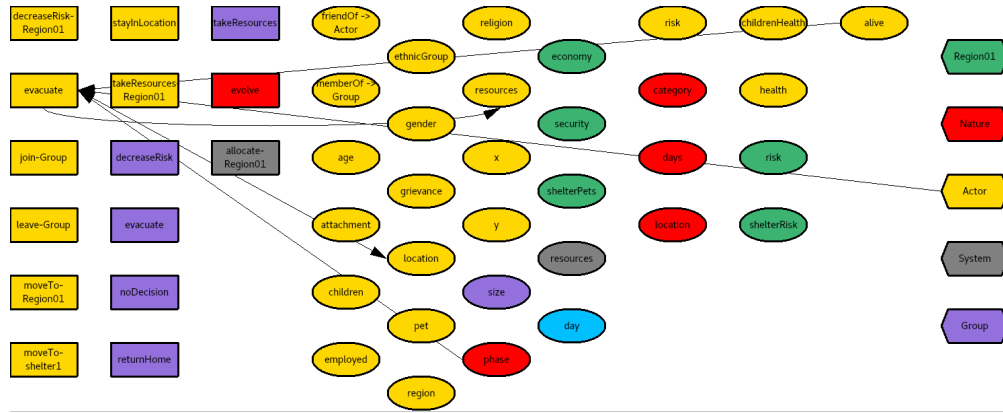 decreaseRisk-
Region01
stayInLocation
takeResources
friendOf ->
Actor
religion
risk
childrenHealth
alive
ethnicGroup
economy
Region01
evacuate
takeResources
Region01
evolve
memberOf ->
Group
resources
category
health
gender
security
Nature
join-Group
decreaseRisk
allocate-
Region01
age
x
days
risk
grievance
shelterPets
Actor
leave-Group
evacuate
attachment
y
location
shelterRisk
location
resources
System
moveTo-
Region01
noDecision
children
size
pet
day
Group
moveTo-
shelter1
returnHome
employed
phase
region